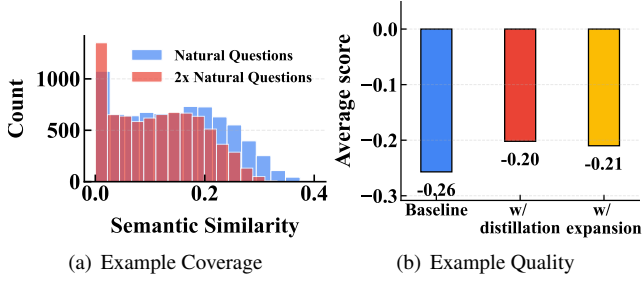 Count
1000
500
0
0.0
0.2
0.4
Natural Questions
2x Natural Questions
Semantic Similarity
(a) Example Coverage
Average score
0.0
−0.1
−0.2
−0.3
-0.26
-0.20
-0.21
Baseline
w/
distillation
w/
expansion
(b) Example Quality